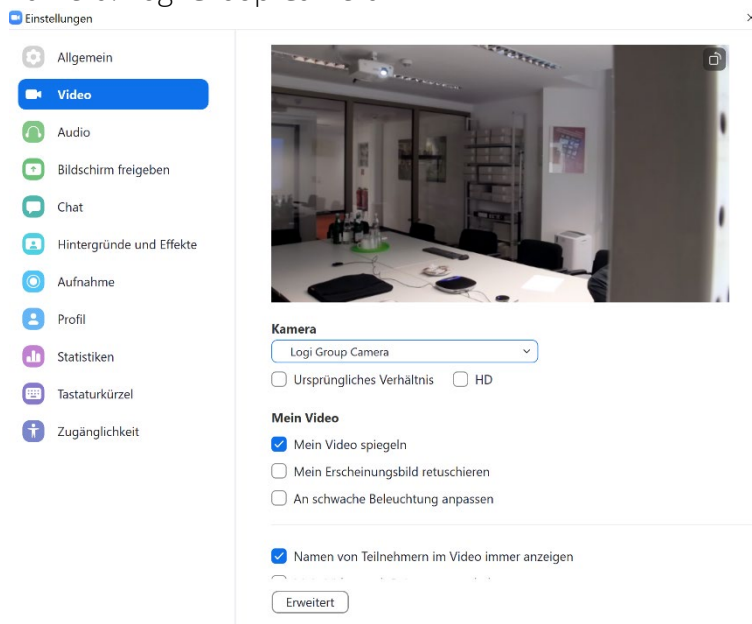 Einstellungen
Allgemein
Video
Audio
Bildschirm freigeben
Chat
Hintergründe und Effekte
Aufnahme
Profil
Statistiken
Tastaturkürzel
Zugänglichkeit
Kamera
Logi Group Camera
Ursprüngliches Verhältnis HD
Mein Video
Mein Video spiegeln
Mein Erscheinungsbild retuschieren
An schwache Beleuchtung anpassen
Namen von Teilnehmern im Video immer anzeigen
Erweitert